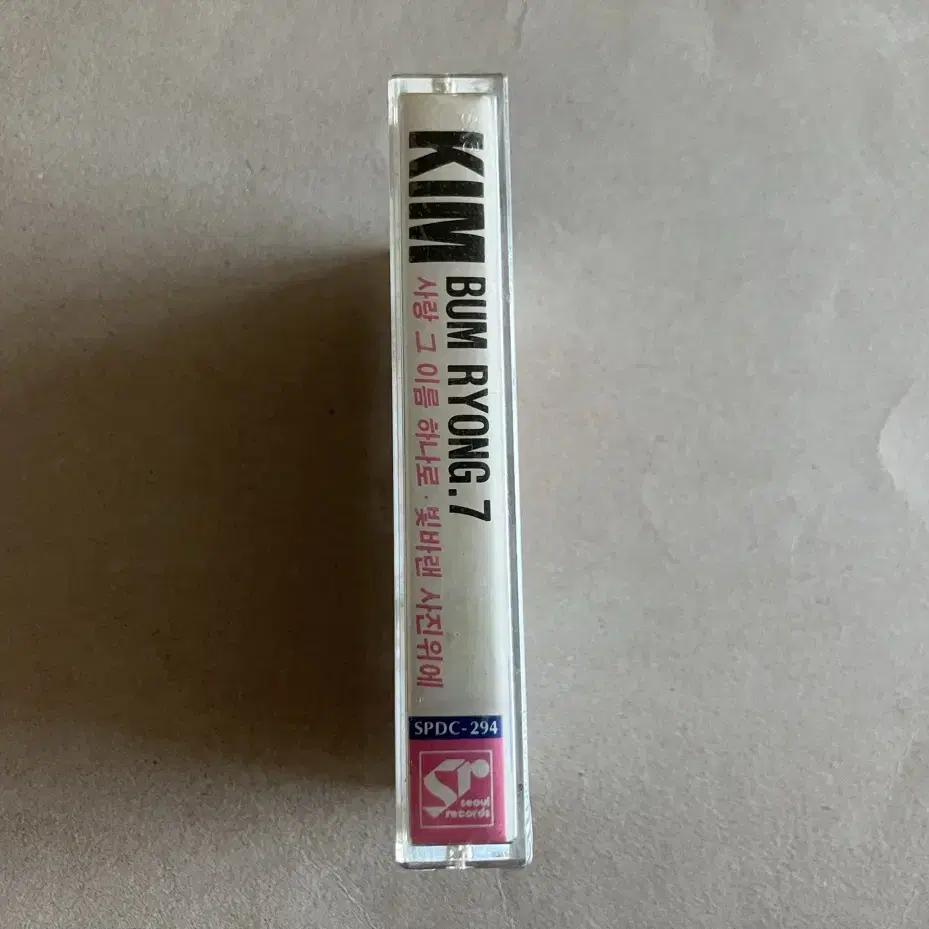 KIM
BUM RYONG.7
사랑 그 이름 하나로 · 빛바랜 사진위에
SPDC-294
sr
seoul
records